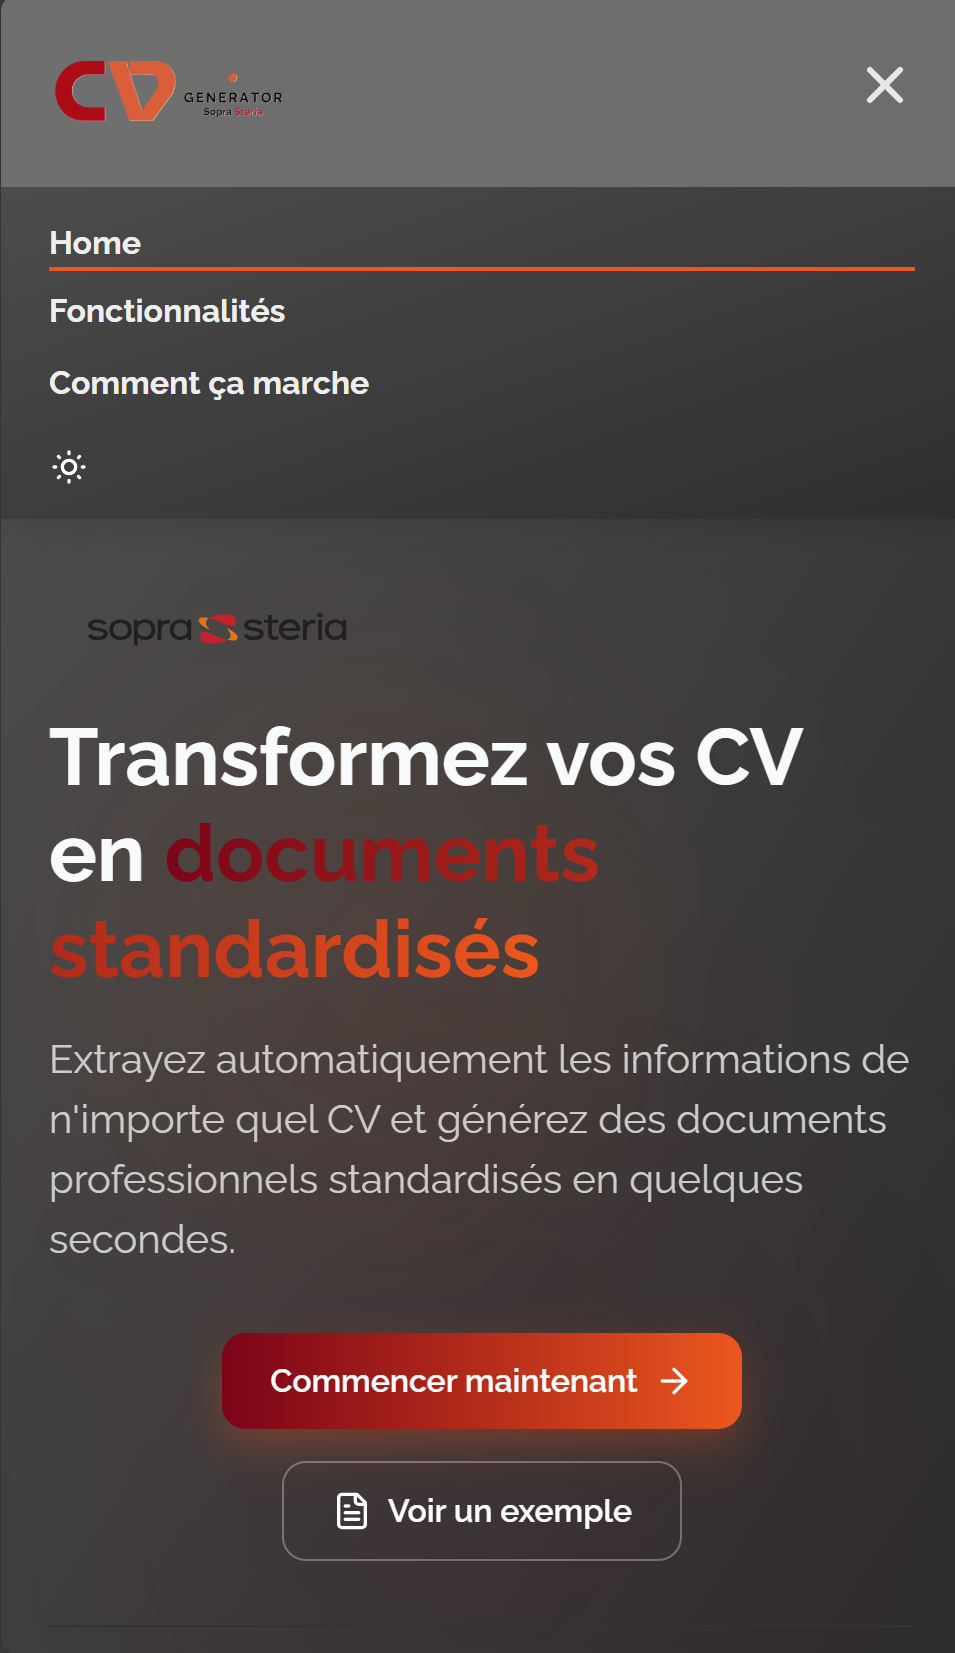 CV GENERATOR
Sopra Steria
Home
Fonctionnalités
Comment ça marche
sopra steria
Transformez vos CV
en documents
standardisés
Extrayez automatiquement les informations de
n'importe quel CV et générez des documents
professionnels standardisés en quelques
secondes.
Commencer maintenant
Voir un exemple